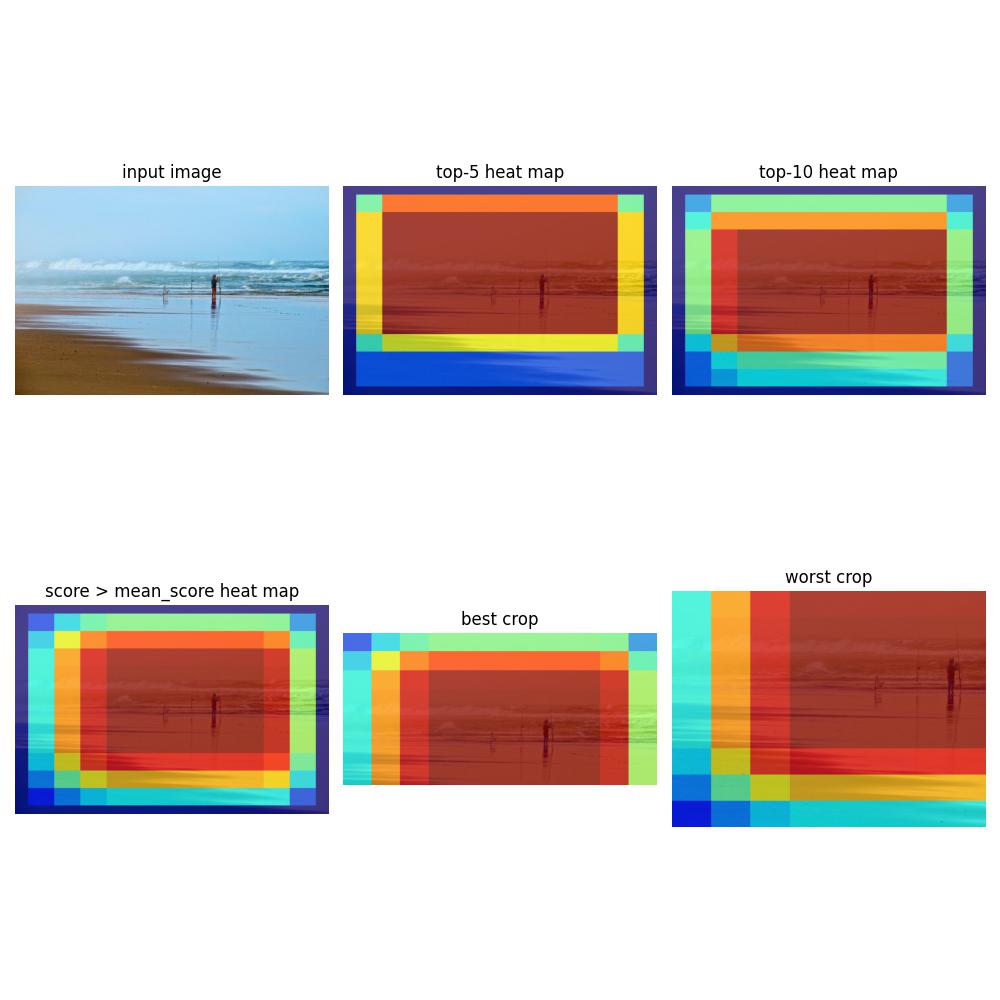 input image
top-5 heat map
top-10 heat map
score > mean_score heat map
best crop
worst crop